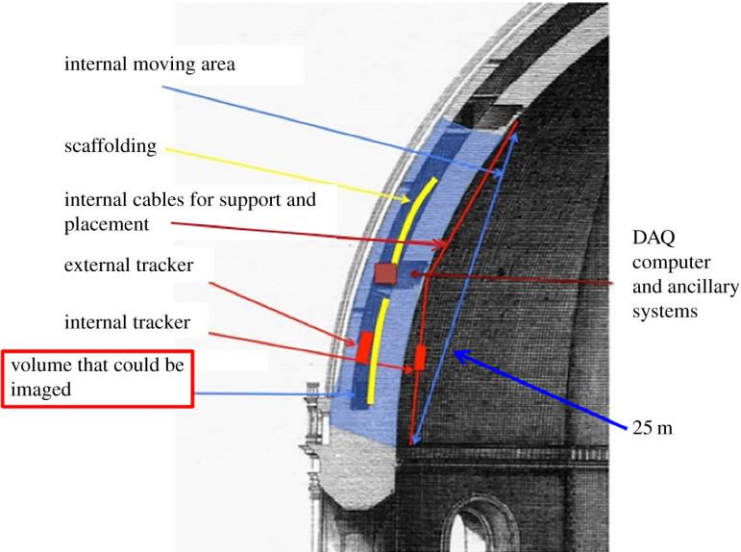 internal moving area
scaffolding
internal cables for support and
placement
external tracker
internal tracker
volume that could be
imaged
DAQ
computer
and ancillary
systems
25 m